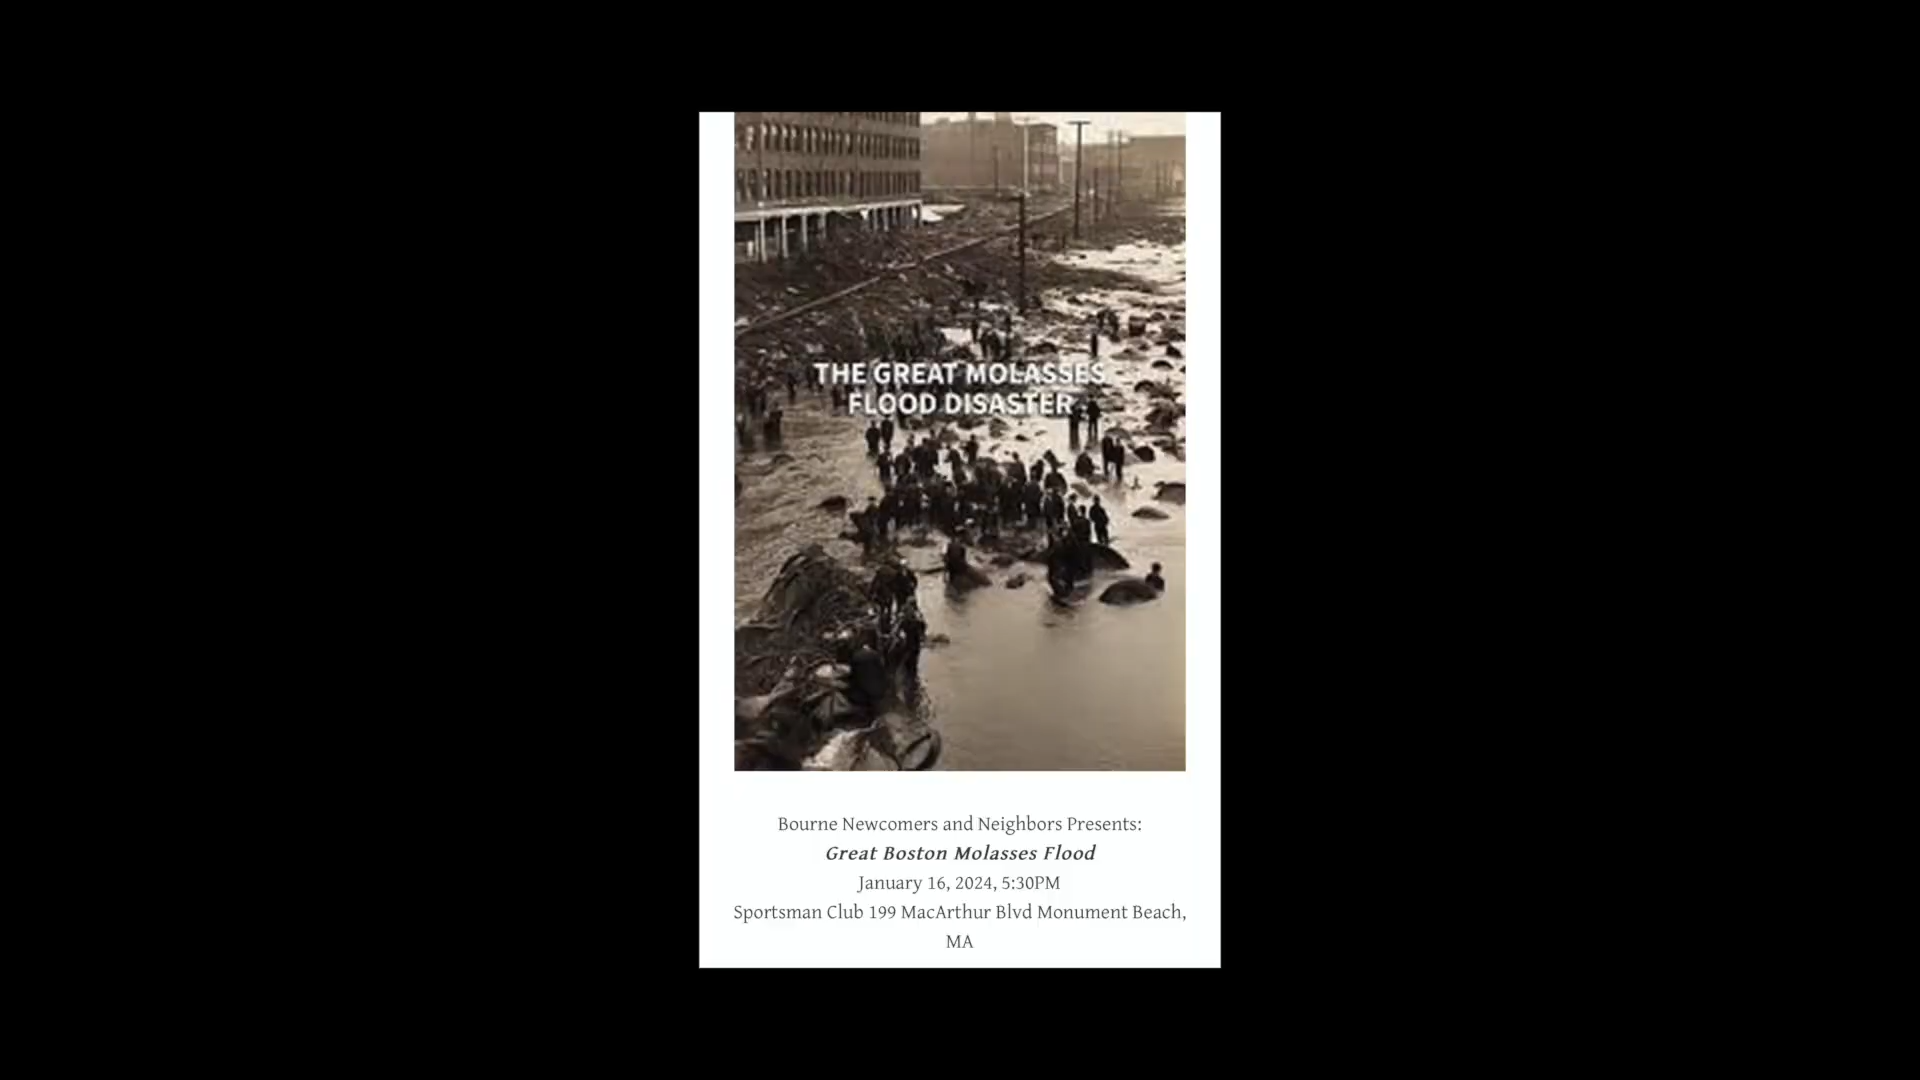 THE GREAT MOLASSES
FLOOD DISASTER
Bourne Newcomers and Neighbors Presents:
Great Boston Molasses Flood
January 16, 2024, 5:30PM
Sportsman Club 199 MacArthur Blvd Monument Beach,
MA